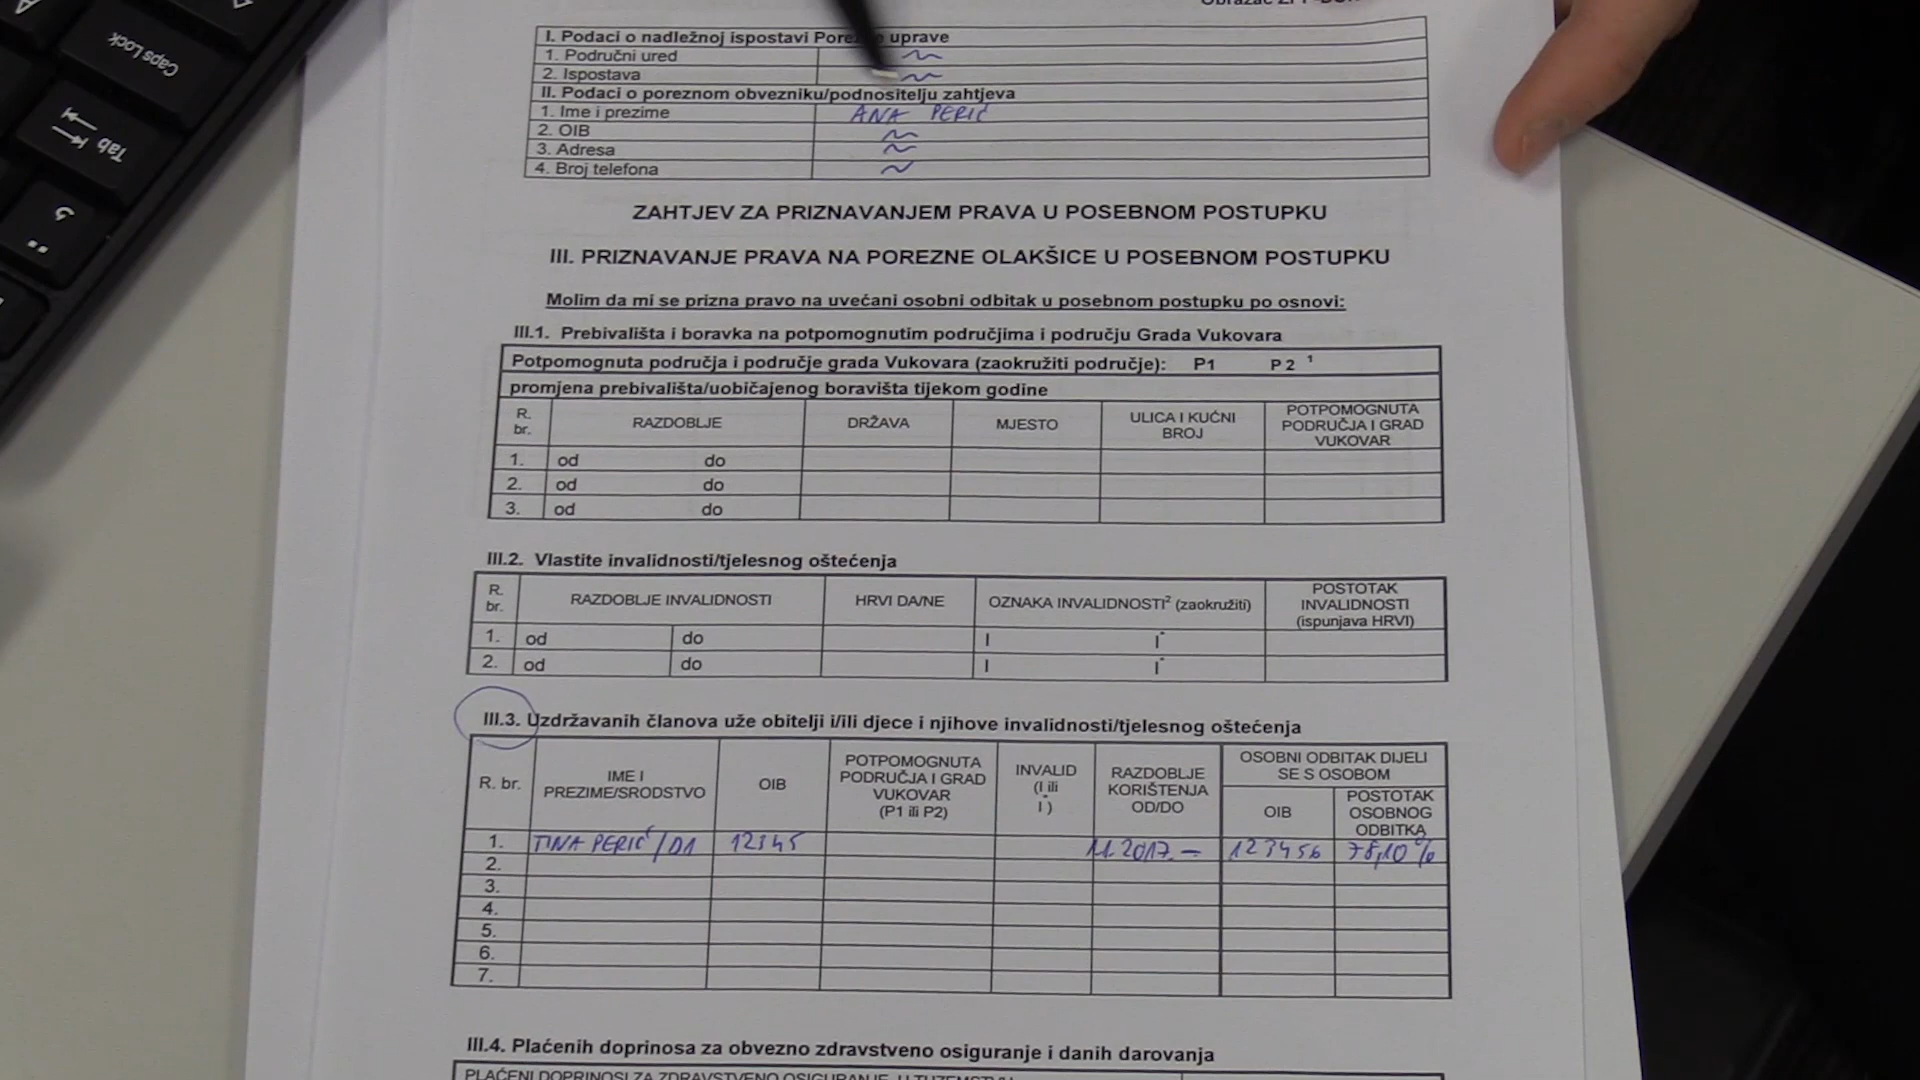 Caps Lock
Tab
I. Podaci o nadležnoj ispostavi uprave
1. Područni ured
2. Ispostava
II. Podaci o poreznom obvezniku/podnositelju zahtjeva
1. Ime i prezime ANA PERIĆ
2. OIB
3. Adresa
4. Broj telefona
ZAHTJEV ZA PRIZNAVANJEM PRAVA U POSEBNOM POSTUPKU
III. PRIZNAVANJE PRAVA NA POREZNE OLAKŠICE U POSEBNOM POSTUPKU
Molim da mi se prizna pravo na uvećani osobni odbitak u posebnom postupku po osnovi:
III.1. Prebivališta i boravka na potpomognutim područjima i području Grada Vukovara
Potpomognuta područja i područje grada Vukovara (zaokružiti područje): P1 P2 1
promjena prebivališta/uobičajenog boravišta tijekom godine
R. br. RAZDOBLJE DRŽAVA MJESTO ULICA I KUĆNI BROJ POTPOMOGNUTA PODRUČJA I GRAD VUKOVAR
1. od do
2. od do
3. od do
III.2. Vlastite invalidnosti/tjelesnog oštećenja
R. br. RAZDOBLJE INVALIDNOSTI HRVI DA/NE OZNAKA INVALIDNOSTI2 (zaokružiti) POSTOTAK INVALIDNOSTI (ispunjava HRVI)
1. od do I I*
2. od do I I*
III.3. Uzdržavanih članova uže obitelji i/ili djece i njihove invalidnosti/tjelesnog oštećenja
R. br. IME I PREZIME/SRODSTVO OIB POTPOMOGNUTA PODRUČJA I GRAD VUKOVAR (P1 ili P2) INVALID (I ili I*) RAZDOBLJE KORIŠTENJA OD/DO OSOBNI ODBITAK DIJELI SE S OSOBOM
OIB POSTOTAK OSOBNOG ODBITKA
1. TINA PERIĆ/D1 12345 1.1.2017. – 123456 78,10%
2.
3.
4.
5.
6.
7.
III.4. Plaćenih doprinosa za obvezno zdravstveno osiguranje i danih darovanja